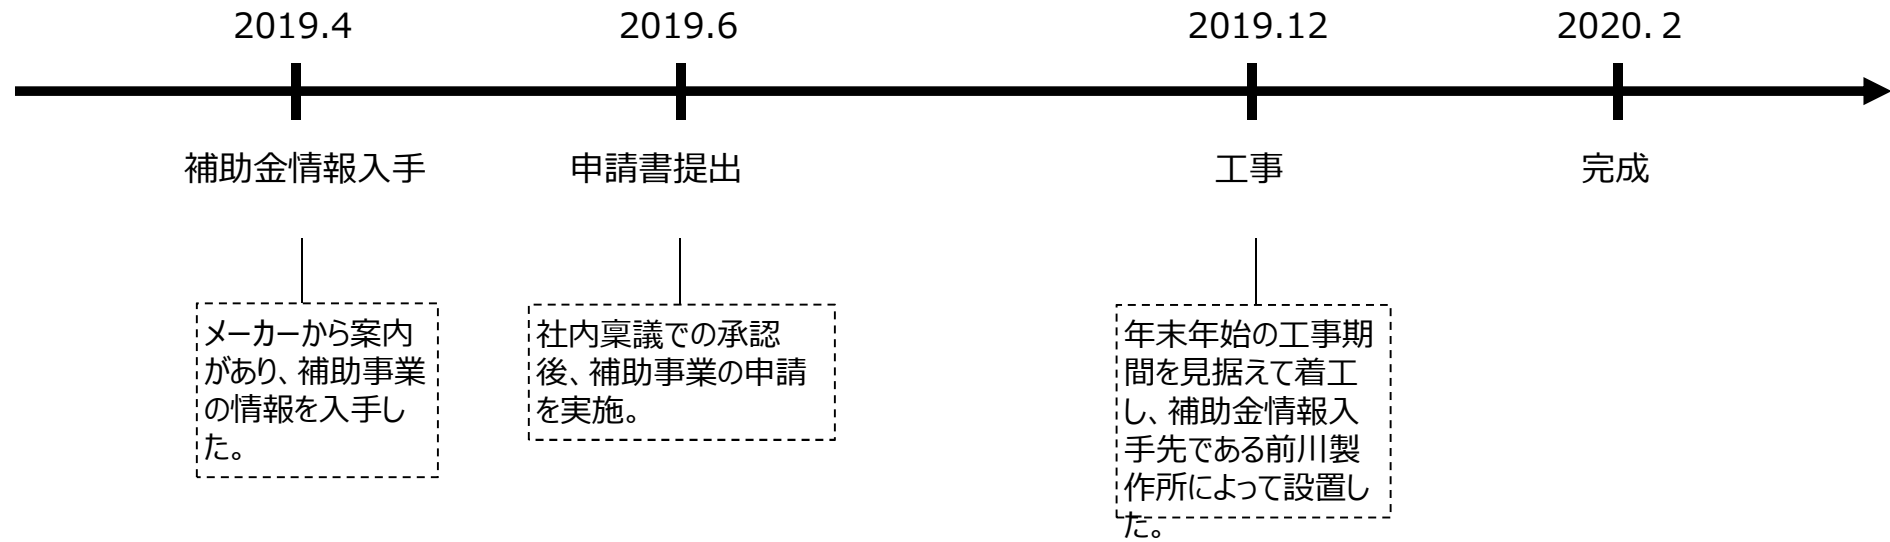 2019.4
2019.6
2019.12
2020.2
補助金情報入手
申請書提出
工事
完成
メーカーから案内
があり、補助事業
の情報を入手し
た。
社内稟議での承認
後、補助事業の申請
を実施。
年末年始の工事期
間を見据えて着工
し、補助金情報入
手先である前川製
作所によって設置し
た。